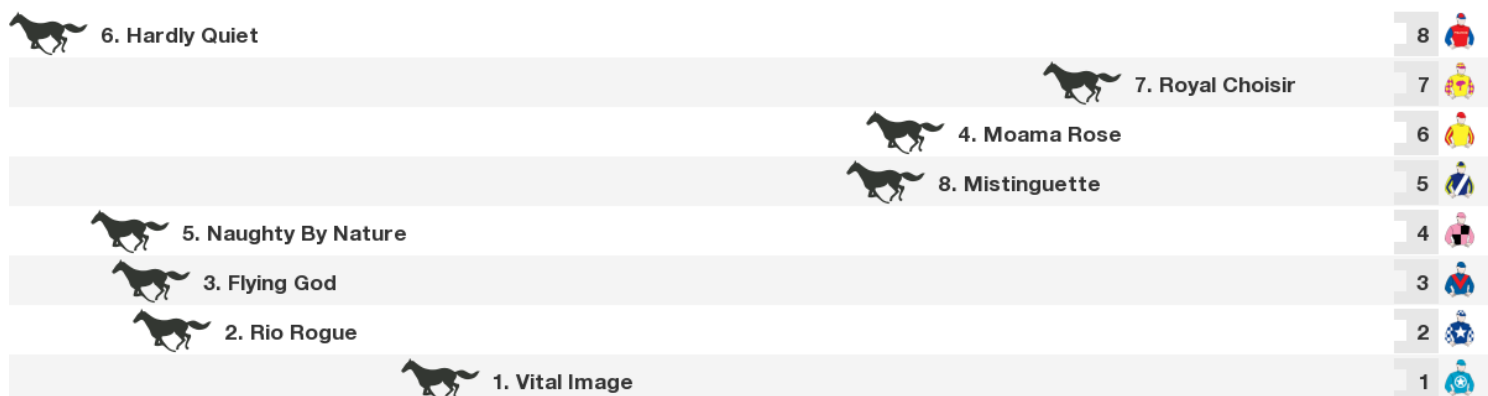 6. Hardly Quiet 8
7. Royal Choisir 7
4. Moama Rose 6
8. Mistinguette 5
5. Naughty By Nature 4
3. Flying God 3
2. Rio Rogue 2
1. Vital Image 1